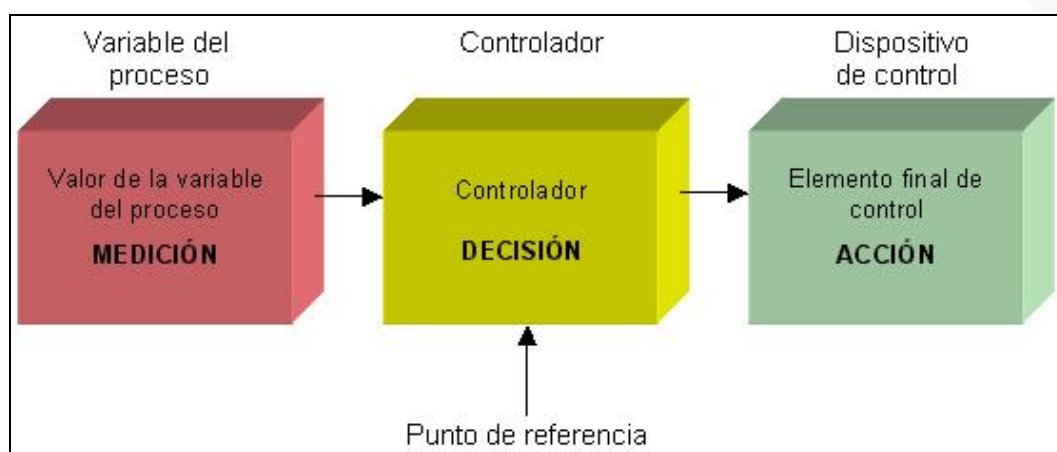 Variable del
proceso
Controlador
Dispositivo
de control
Valor de la variable
del proceso
MEDICIÓN
Controlador
DECISIÓN
Elemento final de
control
ACCIÓN
Punto de referencia